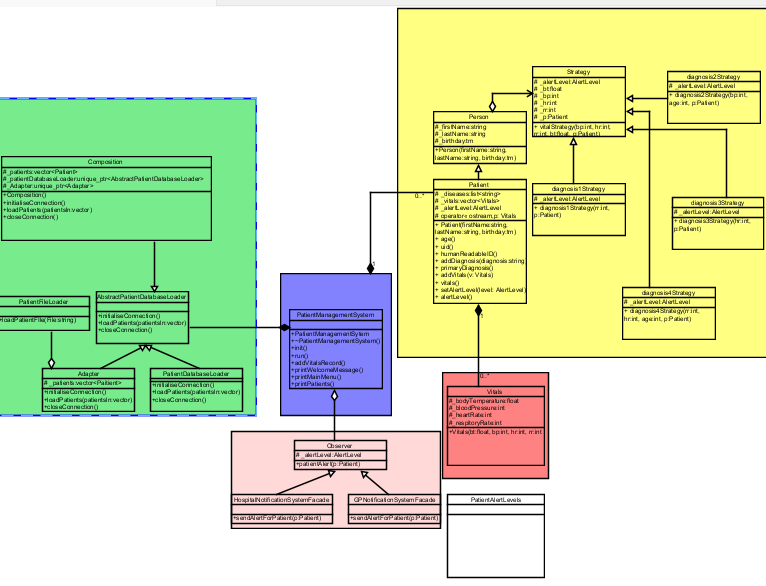 Composition
# _patients:vector<Patient>
# _patientDatabaseLoader:unique_ptr<AbstractPatientDatabaseLoader>
# _Adapter:unique_ptr<Adapter>
+Composition()
+initialiseConnection()
+loadPatients(patientsIn:vector)
+closeConnection()
PatientFileLoader
+loadPatientFile(File:string)
AbstractPatientDatabaseLoader
+initialiseConnection()
+loadPatients(patientsIn:vector)
+closeConnection()
Adapter
# _patients:vector<Paitient>
+initialiseConnection()
+loadPatients(patientsIn:vector)
+closeConnection()
PatientDatabaseLoader
+initialiseConnection()
+loadPatients(patientsIn:vector)
+closeConnection()
PatientManagementSystem
+PatientManagementSytem
+~PatientManagementSystem()
+init()
+run()
+addVitalsRecord()
+printWelcomeMessage()
+printMainMenu()
+printPatients()
1
0..*
Observer
# _alertLevel:AlertLevel
+patientAlert(p:Patient)
HospitalNotificationSystemFacade
+sendAlertForPatient(p:Patient)
GPNotificationSystemFacade
+sendAlertForPatient(p:Patient)
Person
#_firstName:string
#_lastName:string
#_birthday:tm
+Person(firstName:string,
lastName:string, birthday:tm)
Patient
# _diseases:list<string>
# _vitals:vector<Vitals>
# _alertLevel:AlertLevel
# operator< ostream,p: Vitals
+ Patient(firstName:string,
lastName:string, birthday:tm)
+ age()
+ uid()
+ humanReadableID()
+ addDiagnosis(diagnosis:string
+ primaryDiagnosis()
+ addVitals(v: Vitals)
+ vitals()
+ setAlertLevel(level: AlertLevel)
+ alertLevel()
1
0..*
Vitals
#_bodyTemperature:float
#_bloodPressure:int
#_heartRate:int
#_respitoryRate:int
+Vitals(bt:float, bp:int, hr:int, rr:int
PatientAlertLevels
Strategy
# _alertLevel:AlertLevel
# _bt:float
# _bp:int
# _hr:int
# _rr:int
# _p:Patient
+ vitalStrategy(bp:int, hr:int,
rr:int, bt:float, p:Patient)
diagnosis1Strategy
# _alertLevel:AlertLevel
+ diagnosis1Strategy(rr:int,
p:Patient)
diagnosis2Strategy
# _alertLevel:AlertLevel
+ diagnosis2Strategy(bp:int,
age:int, p:Patient)
diagnosis3Strategy
# _alertLevel:AlertLevel
+ diagnosis3Strategy(hr:int,
p:Patient)
diagnosis4Strategy
# _alertLevel:AlertLevel
+ diagnosis4Strategy(rr:int,
hr:int, age:int, p:Patient)